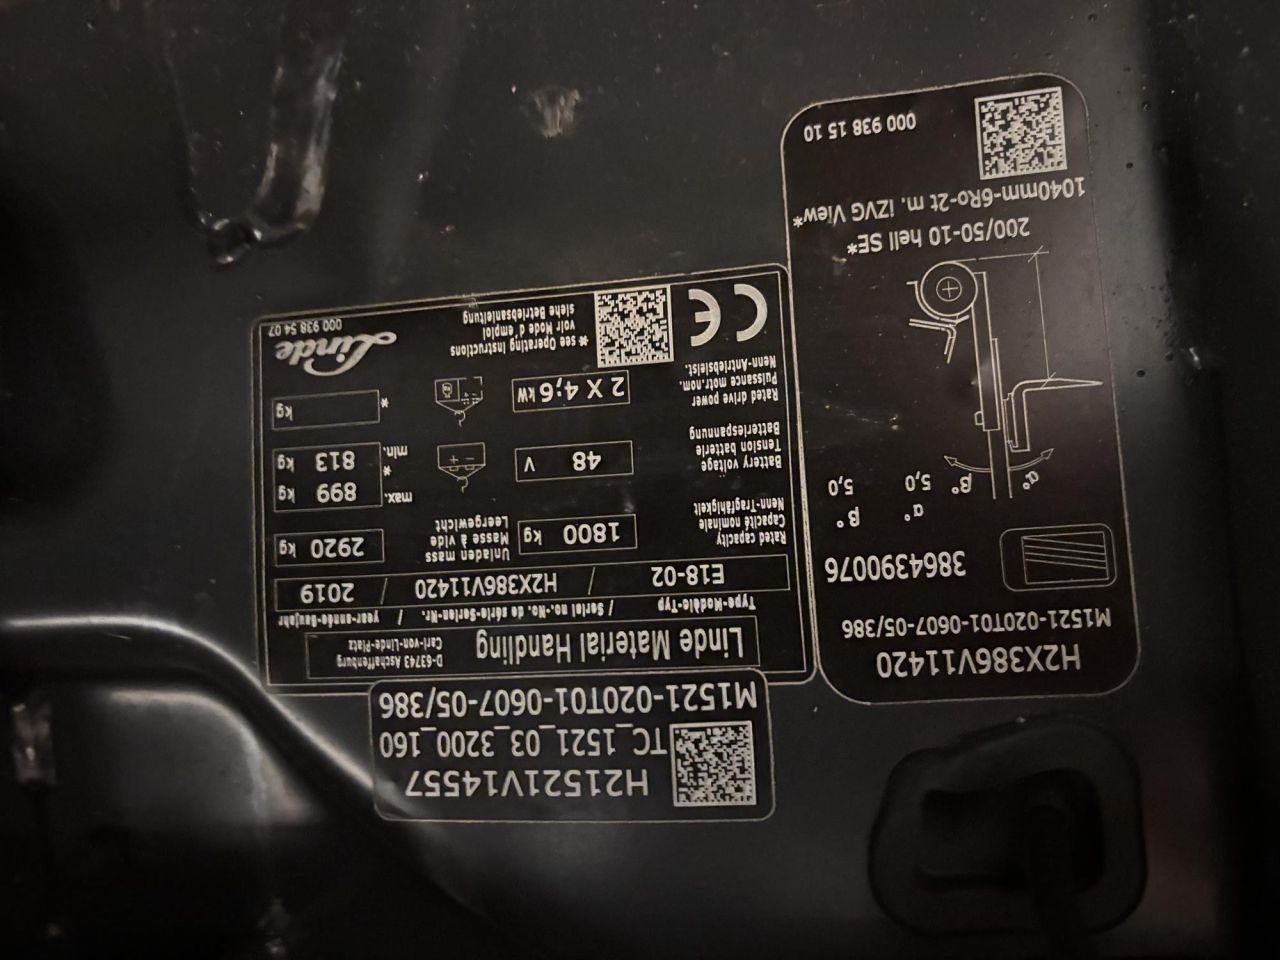 H21521V14557
TC_1521_03_3200_160
M1521-020T01-0607-05/386
Linde Material Handling
D-63743 Aschaffenburg
Carl-von-Linde-Platz
Type-Modèle-Typ / Serial no.-No. de série-Serien-Nr. / year-année-Baujahr
E18-02 / H2X386V11420 / 2019
Rated capacity
Capacité nominale
Nenn-Tragfähigkeit
1800 kg
Unladen mass
Masse à vide
Leergewicht
2920 kg
Battery voltage
Tension batterie
Batteriespannung
48 V
max.
899 kg
*
min.
813 kg
Rated drive power
Puissance motr.nom.
Nenn-Antriebsleist.
2 X 4,6 kW
* kg
CE
* see Operating Instructions
voir Mode d'emploi
siehe Betriebsanleitung
Linde
000 938 54 07
H2X386V11420
M1521-020T01-0607-05/386
3864390076
α° β°
5,0 5,0
α° β°
200/50-10 hell SE*
1040mm-6Ro-2t m. iZVG View*
000 938 15 10